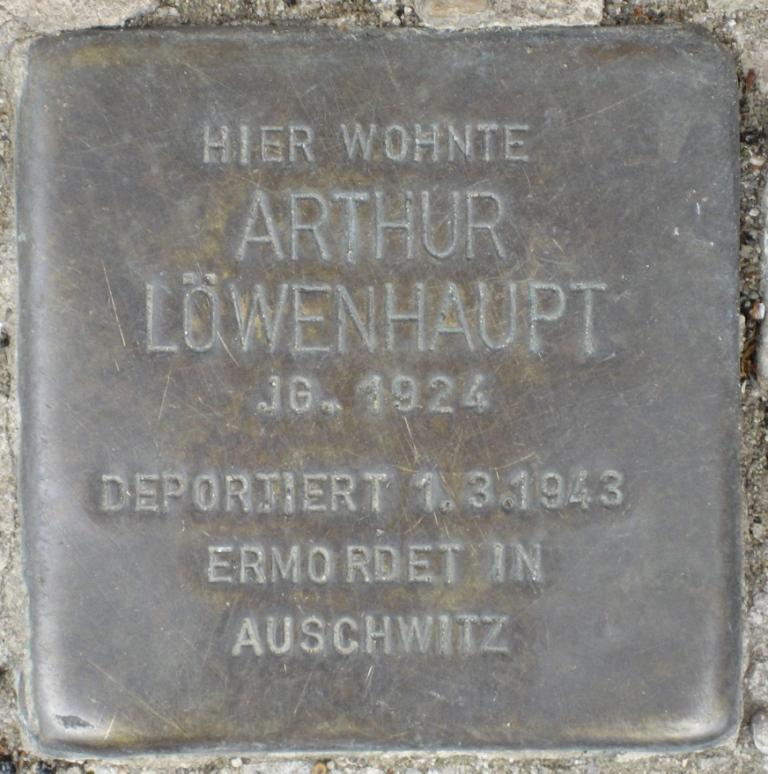 HIER WOHNTE
ARTHUR
LÖWENHAUPT
JG. 1924
DEPORTIERT 1.3.1943
ERMORDET IN
AUSCHWITZ